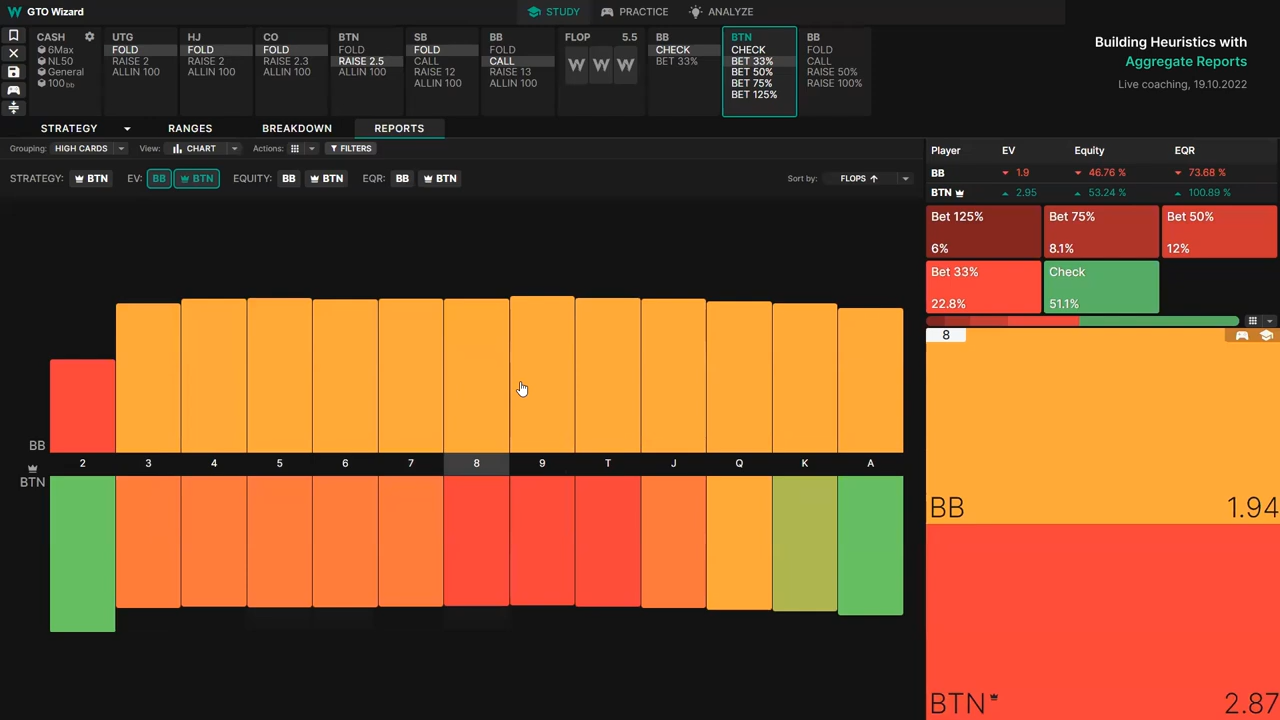 GTO Wizard
STUDY
PRACTICE
ANALYZE
CASH
6Max
NL50
General
100bb
UTG
FOLD
RAISE 2
ALLIN 100
HJ
FOLD
RAISE 2
ALLIN 100
CO
FOLD
RAISE 2.3
ALLIN 100
BTN
FOLD
RAISE 2.5
ALLIN 100
SB
FOLD
CALL
RAISE 12
ALLIN 100
BB
FOLD
CALL
RAISE 13
ALLIN 100
FLOP 5.5
BB
CHECK
BET 33%
BTN
CHECK
BET 33%
BET 50%
BET 75%
BET 125%
BB
FOLD
CALL
RAISE 50%
RAISE 100%
Building Heuristics with
Aggregate Reports
Live coaching, 19.10.2022
STRATEGY RANGES BREAKDOWN REPORTS
Grouping: HIGH CARDS View: CHART Actions: FILTERS
STRATEGY: BTN EV: BB BTN EQUITY: BB BTN EQR: BB BTN Sort by: FLOPS
BB
2 3 4 5 6 7 8 9 T J Q K A
BTN
Player EV Equity EQR
BB 1.9 46.76 % 73.68 %
BTN 2.95 53.24 % 100.89 %
Bet 125%
6%
Bet 75%
8.1%
Bet 50%
12%
Bet 33%
22.8%
Check
51.1%
8
BB 1.94
BTN 2.87